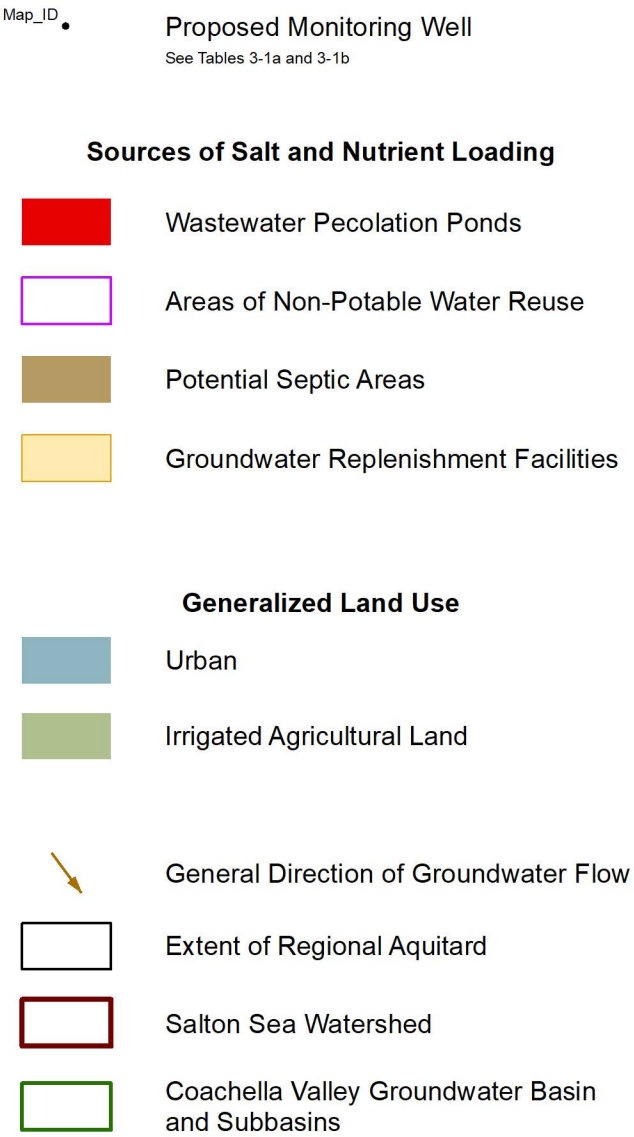 Map_ID
Proposed Monitoring Well
See Tables 3-1a and 3-1b
Sources of Salt and Nutrient Loading
Wastewater Pecolation Ponds
Areas of Non-Potable Water Reuse
Potential Septic Areas
Groundwater Replenishment Facilities
Generalized Land Use
Urban
Irrigated Agricultural Land
General Direction of Groundwater Flow
Extent of Regional Aquitard
Salton Sea Watershed
Coachella Valley Groundwater Basin
and Subbasins